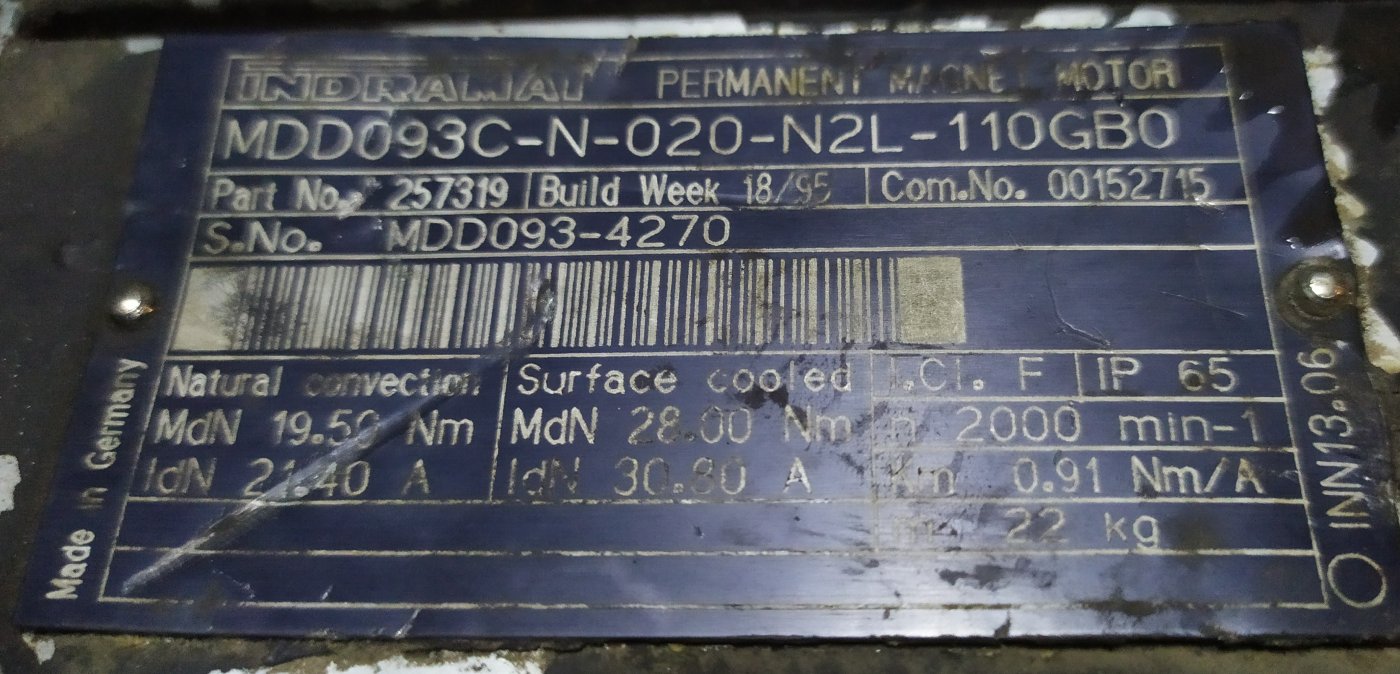 INDRAMAT PERMANENT MAGNET MOTOR
MDD093C-N-020-N2L-110GB0
Part No. 257319 Build Week 18/95 Com.No. 00152715
S.No. MDD093-4270
Natural convection Surface cooled I.Cl. F IP 65
MdN 19.50 Nm MdN 28.00 Nm n 2000 min-1
IdN 21.40 A IdN 30.80 A Km 0.91 Nm/A
m 22 kg
Made in Germany
INN13.06